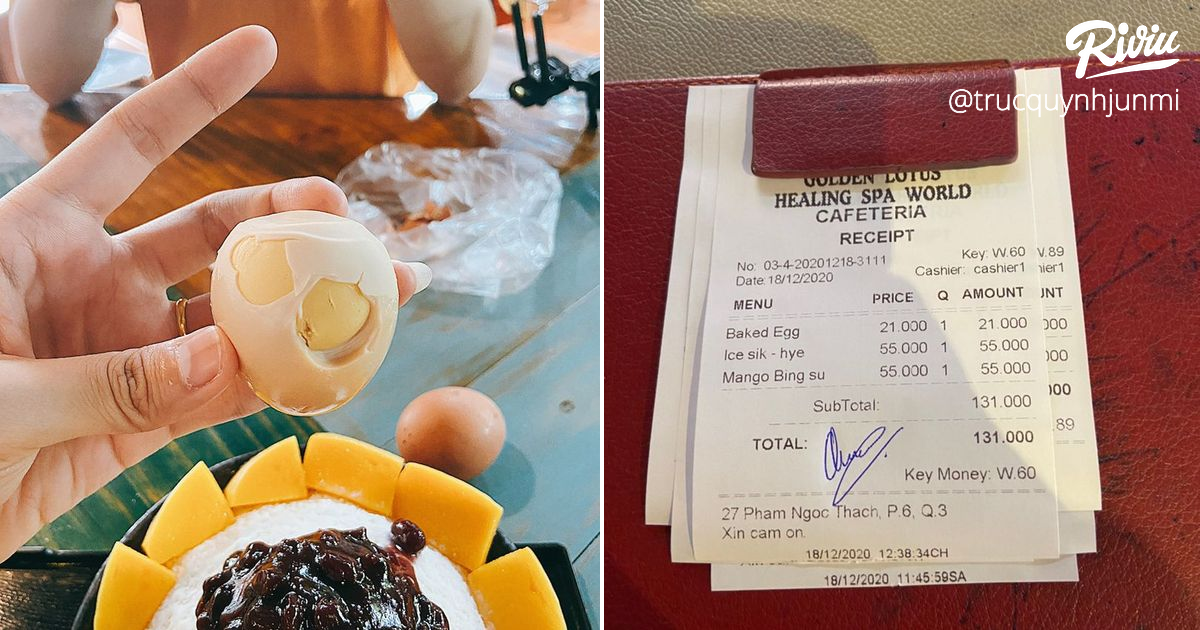 Riviu
@trucquynhjunmi
GOLDEN LOTUS
HEALING SPA WORLD
CAFETERIA
RECEIPT
No: 03-4-20201218-3111 Key: W.60
Date:18/12/2020 Cashier: cashier1
MENU PRICE Q AMOUNT
Baked Egg 21.000 1 21.000
Ice sik - hye 55.000 1 55.000
Mango Bing su 55.000 1 55.000
SubTotal: 131.000
TOTAL: 131.000
Key Money: W.60
27 Pham Ngoc Thach, P.6, Q.3
Xin cam on.
18/12/2020 12:38:34CH
18/12/2020 11:45:59SA